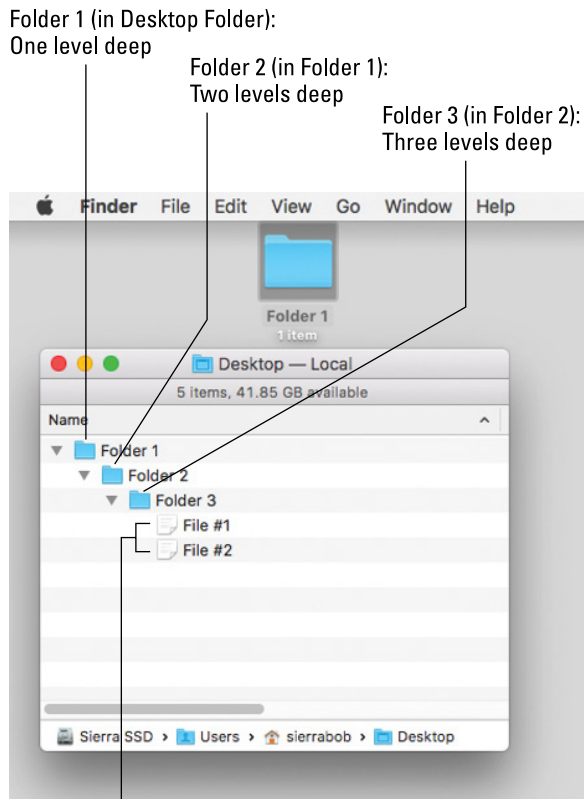 Folder 1 (in Desktop Folder):
One level deep
Folder 2 (in Folder 1):
Two levels deep
Folder 3 (in Folder 2):
Three levels deep
Finder File Edit View Go Window Help
Folder 1
1 item
Desktop — Local
5 items, 41.85 GB available
Name
Folder 1
Folder 2
Folder 3
File #1
File #2
Sierra SSD › Users › sierrabob › Desktop